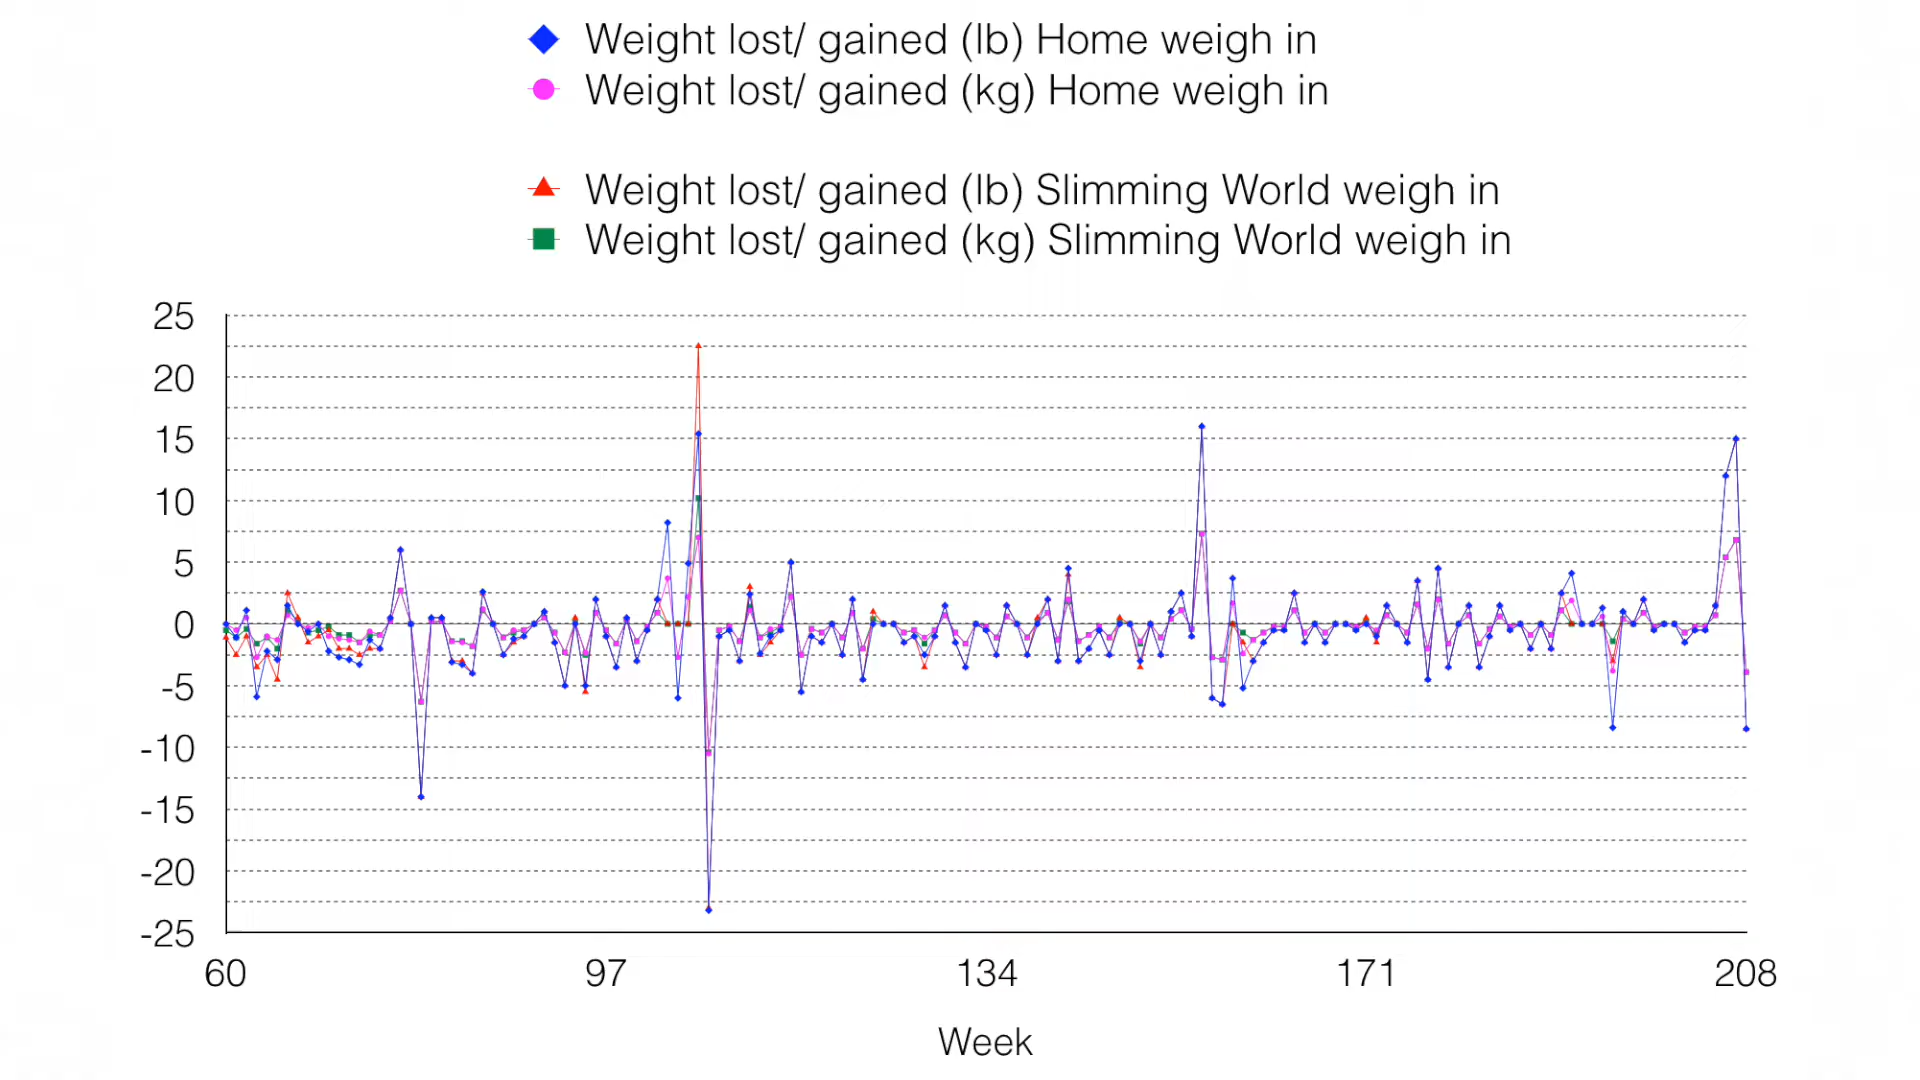 Weight lost/ gained (lb) Home weigh in
Weight lost/ gained (kg) Home weigh in
Weight lost/ gained (lb) Slimming World weigh in
Weight lost/ gained (kg) Slimming World weigh in
25
20
15
10
5
0
-5
-10
-15
-20
-25
60 97 134 171 208
Week